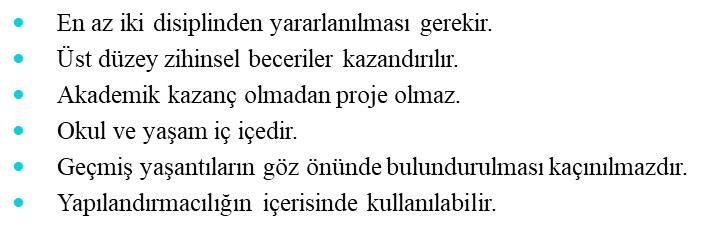 • En az iki disiplinden yararlanılması gerekir.
• Üst düzey zihinsel beceriler kazandırılır.
• Akademik kazanç olmadan proje olmaz.
• Okul ve yaşam iç içedir.
• Geçmiş yaşantıların göz önünde bulundurulması kaçınılmazdır.
• Yapılandırmacılığın içerisinde kullanılabilir.